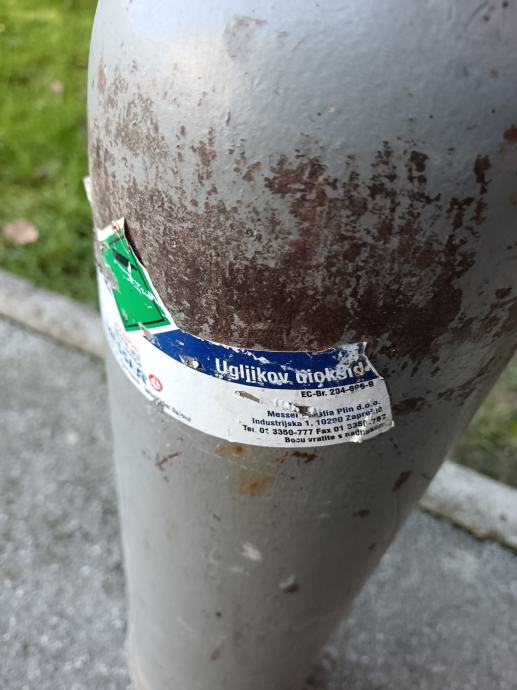 Ugljikov dioksid
EC-Br. 204-696-9
Messer Plin d.o.o.
Industrijska 1, 10290 Zaprešić
Tel. 01 3350-777 Fax 01
Bocu vratite s